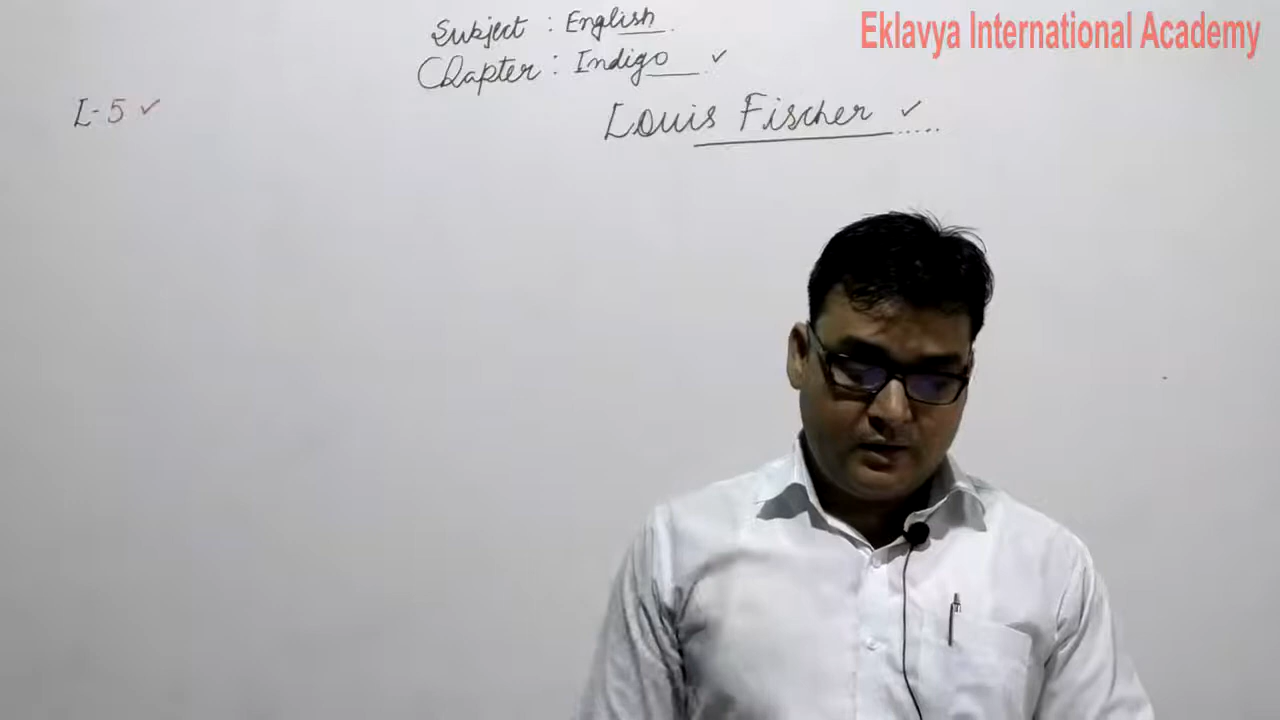 Subject : English.
Eklavya International Academy
Chapter : Indigo ✓
L-5 ✓
Louis Fischer ✓